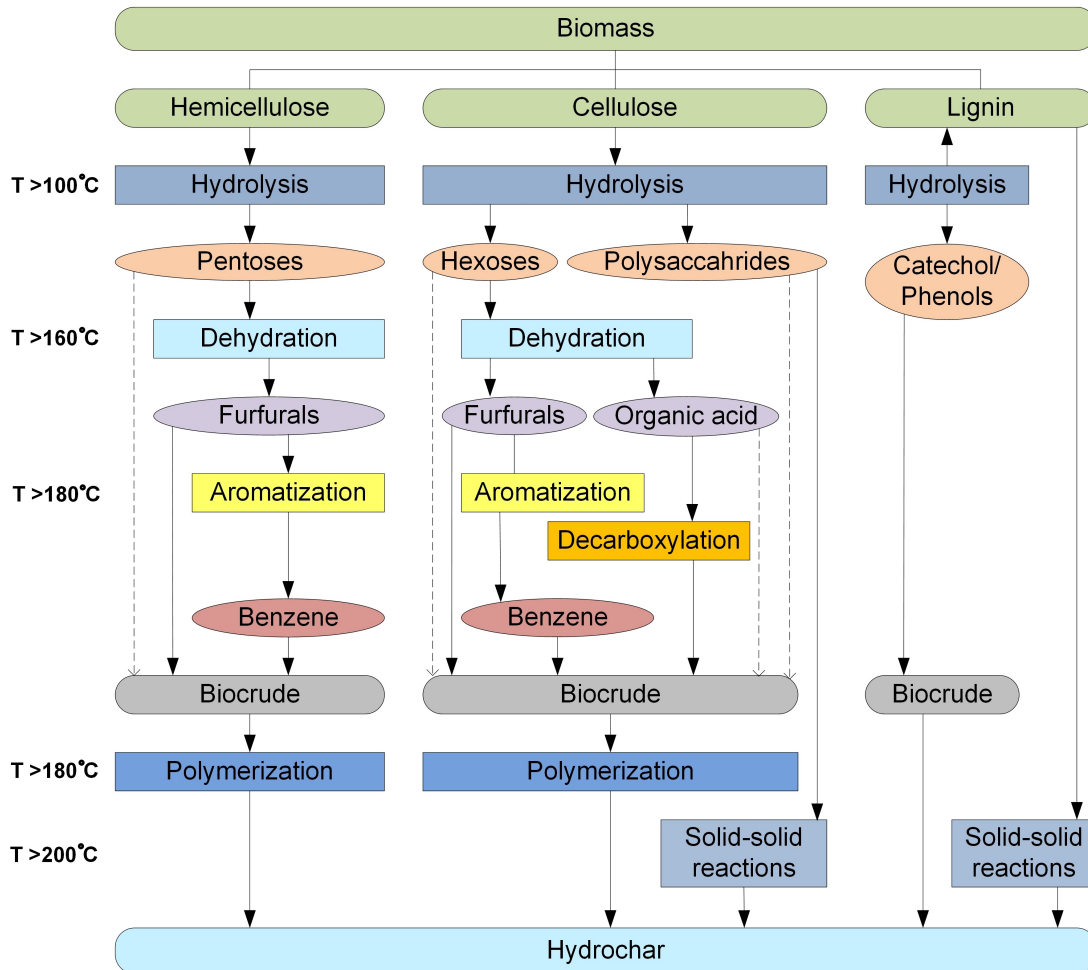 Biomass
Hemicellulose
Cellulose
Lignin
T >100°C
Hydrolysis
Hydrolysis
Hydrolysis
Pentoses
Hexoses
Polysaccahrides
Catechol/
Phenols
T >160°C
Dehydration
Dehydration
Furfurals
Furfurals
Organic acid
T >180°C
Aromatization
Aromatization
Decarboxylation
Benzene
Benzene
Biocrude
Biocrude
Biocrude
T >180°C
Polymerization
Polymerization
T >200°C
Solid-solid
reactions
Solid-solid
reactions
Hydrochar